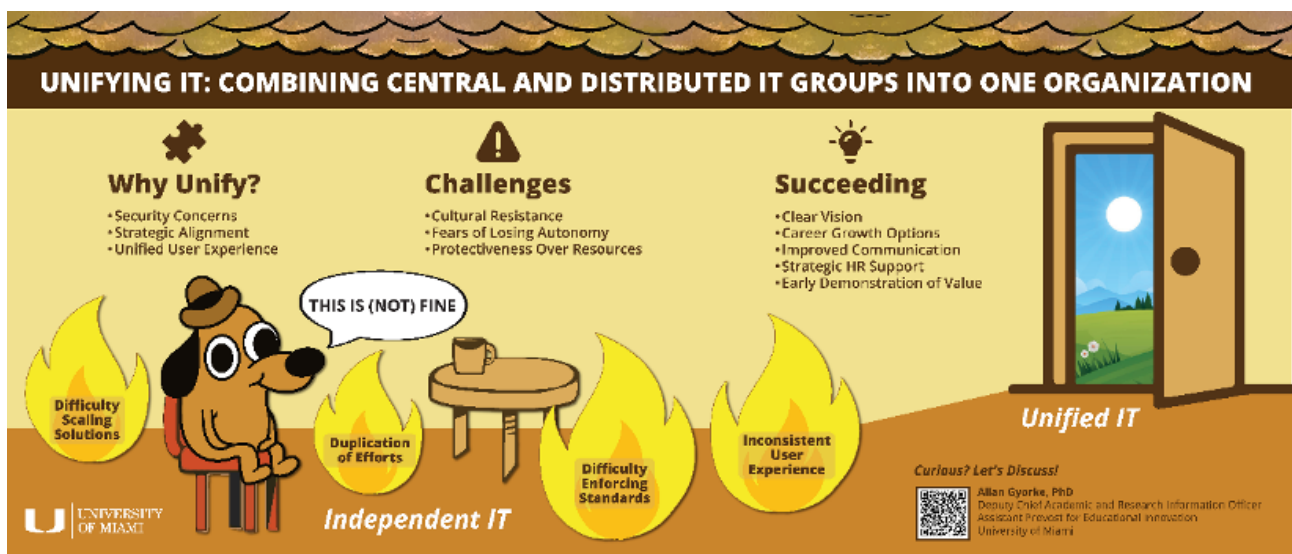 UNIFYING IT: COMBINING CENTRAL AND DISTRIBUTED IT GROUPS INTO ONE ORGANIZATION
Why Unify?
•Security Concerns
•Strategic Alignment
•Unified User Experience
Challenges
•Cultural Resistance
•Fears of Losing Autonomy
•Protectiveness Over Resources
Succeeding
•Clear Vision
•Career Growth Options
•Improved Communication
•Strategic HR Support
•Early Demonstration of Value
THIS IS (NOT) FINE
Difficulty
Scaling
Solutions
Duplication
of Efforts
Difficulty
Enforcing
Standards
Inconsistent
User
Experience
Independent IT
Unified IT
UNIVERSITY
OF MIAMI
Curious? Let's Discuss!
Allan Gyorke, PhD
Deputy Chief Academic and Research Information Officer
Assistant Provost for Educational Innovation
University of Miami